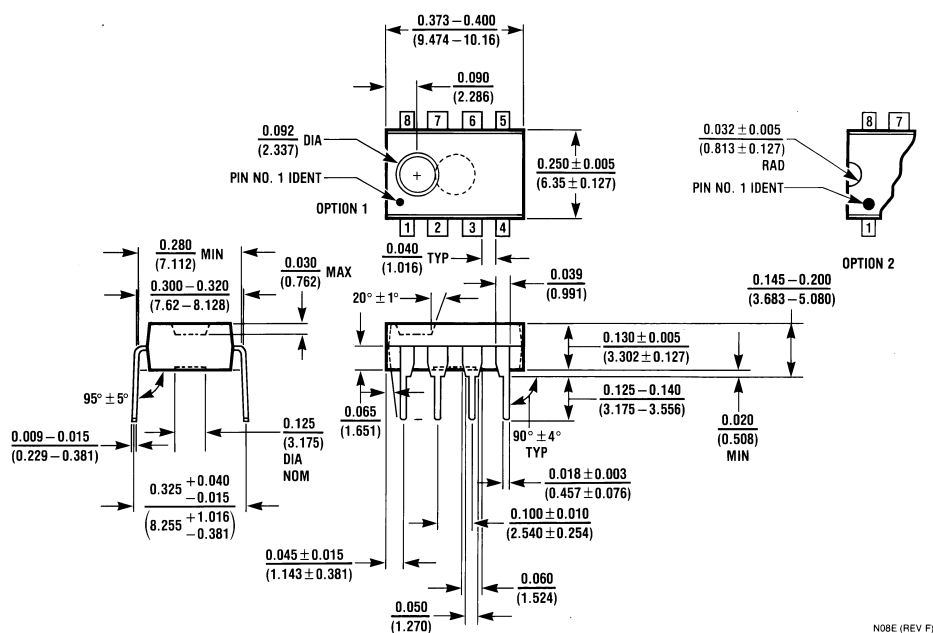 0.373 – 0.400
(9.474 – 10.16)
0.090
(2.286)
8 7 6 5
0.092
(2.337) DIA
PIN NO. 1 IDENT
OPTION 1
1 2 3 4
0.250 ± 0.005
(6.35 ± 0.127)
8 7
0.032 ± 0.005
(0.813 ± 0.127)
RAD
PIN NO. 1 IDENT
1
OPTION 2
0.280
(7.112) MIN
0.300 – 0.320
(7.62 – 8.128)
0.030
(0.762) MAX
0.040
(1.016) TYP
0.039
(0.991)
20° ± 1°
0.145 – 0.200
(3.683 – 5.080)
0.130 ± 0.005
(3.302 ± 0.127)
0.125 – 0.140
(3.175 – 3.556)
0.020
(0.508)
MIN
95° ± 5°
0.009 – 0.015
(0.229 – 0.381)
0.125
(3.175)
DIA
NOM
0.065
(1.651)
90° ± 4°
TYP
0.018 ± 0.003
(0.457 ± 0.076)
0.325 +0.040
−0.015
(8.255 +1.016
−0.381)
0.100 ± 0.010
(2.540 ± 0.254)
0.045 ± 0.015
(1.143 ± 0.381)
0.060
(1.524)
0.050
(1.270)
N08E (REV F)